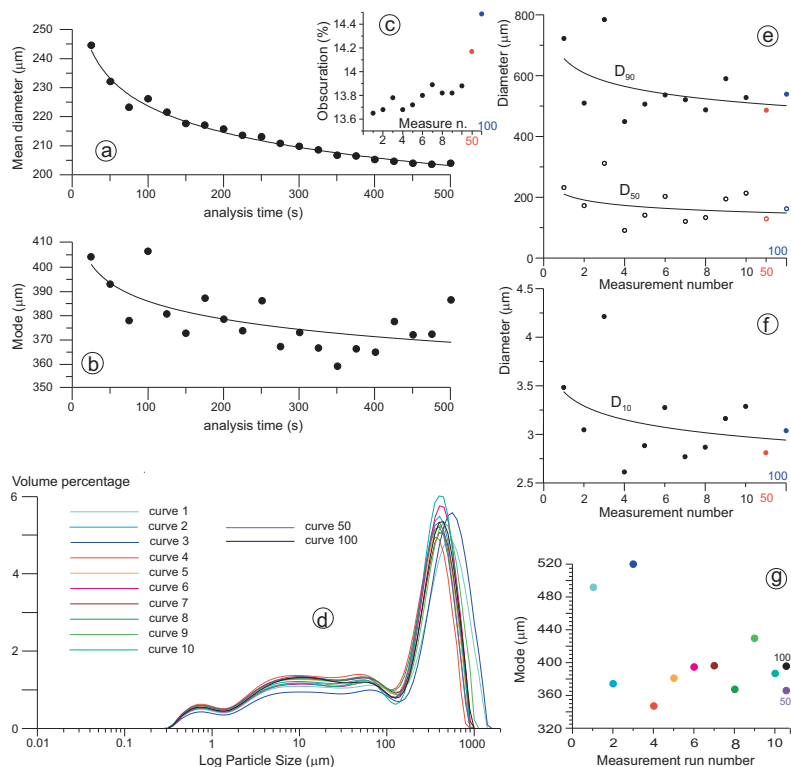 250
240
230
220
210
200
Mean diameter (μm)
0
100
200
300
400
500
analysis time (s)
a
14.4
14.2
14
13.8
13.6
Obscuration (%)
c
Measure n.
2
4
6
8
50
100
800
600
400
200
0
Diameter (μm)
e
D90
D50
0
2
4
6
8
10
50
100
Measurement number
410
400
390
380
370
360
350
Mode (μm)
0
100
200
300
400
500
analysis time (s)
b
4.5
4
3.5
3
2.5
Diameter (μm)
f
D10
0
2
4
6
8
10
50
100
Measurement number
Volume percentage
6
4
2
1
0
curve 1
curve 2
curve 3
curve 4
curve 5
curve 6
curve 7
curve 8
curve 9
curve 10
curve 50
curve 100
d
0.01
0.1
1
10
100
1000
Log Particle Size (μm)
520
480
440
400
360
320
Mode (μm)
g
100
50
0
2
4
6
8
10
Measurement run number